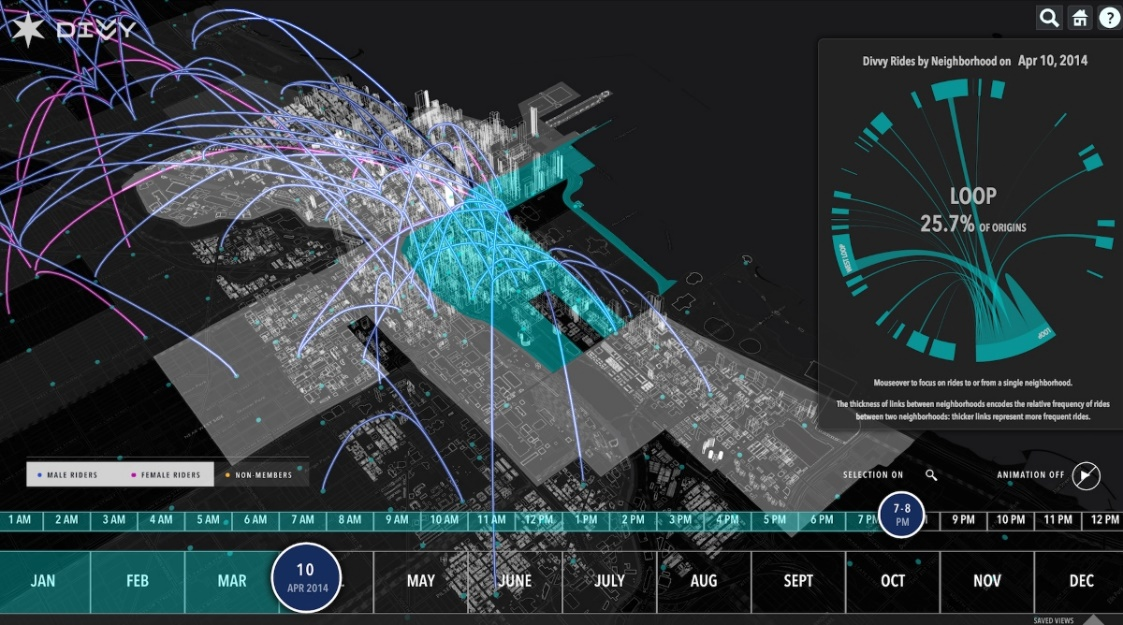 DIVVY
?
Divvy Rides by Neighborhood on Apr 10, 2014
LOOP
25.7% OF ORIGINS
WEST LOOP
LOOP
Mouseover to focus on rides to or from a single neighborhood.
The thickness of links between neighborhoods encodes the relative frequency of rides
between two neighborhoods: thicker links represent more frequent rides.
MALE RIDERS FEMALE RIDERS NON-MEMBERS
SELECTION ON ANIMATION OFF
1 AM 2 AM 3 AM 4 AM 5 AM 6 AM 7 AM 8 AM 9 AM 10 AM 11 AM 12 PM 1 PM 2 PM 3 PM 4 PM 5 PM 6 PM 7 PM 7-8 PM 9 PM 10 PM 11 PM 12 PM
JAN FEB MAR 10 APR 2014 MAY JUNE JULY AUG SEPT OCT NOV DEC
SAVED VIEWS